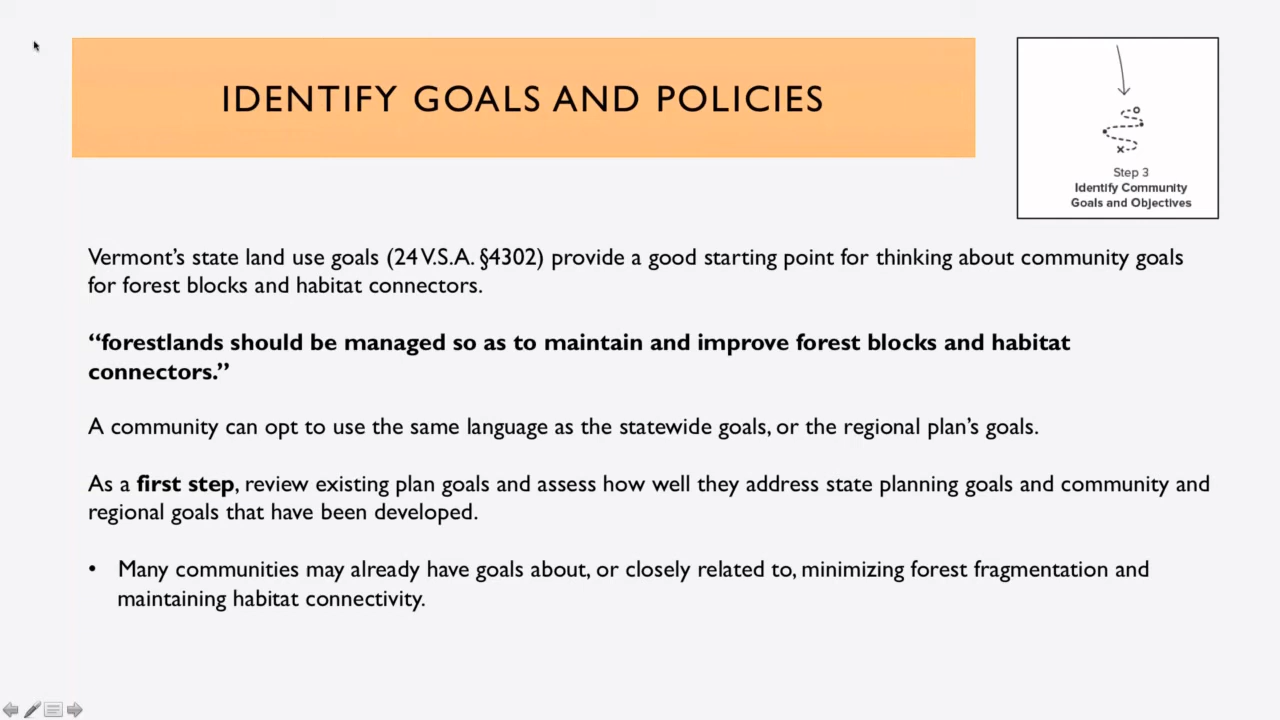 IDENTIFY GOALS AND POLICIES
Step 3
Identify Community
Goals and Objectives
Vermont’s state land use goals (24 V.S.A. §4302) provide a good starting point for thinking about community goals
for forest blocks and habitat connectors.
“forestlands should be managed so as to maintain and improve forest blocks and habitat
connectors.”
A community can opt to use the same language as the statewide goals, or the regional plan’s goals.
As a first step, review existing plan goals and assess how well they address state planning goals and community and
regional goals that have been developed.
• Many communities may already have goals about, or closely related to, minimizing forest fragmentation and
maintaining habitat connectivity.